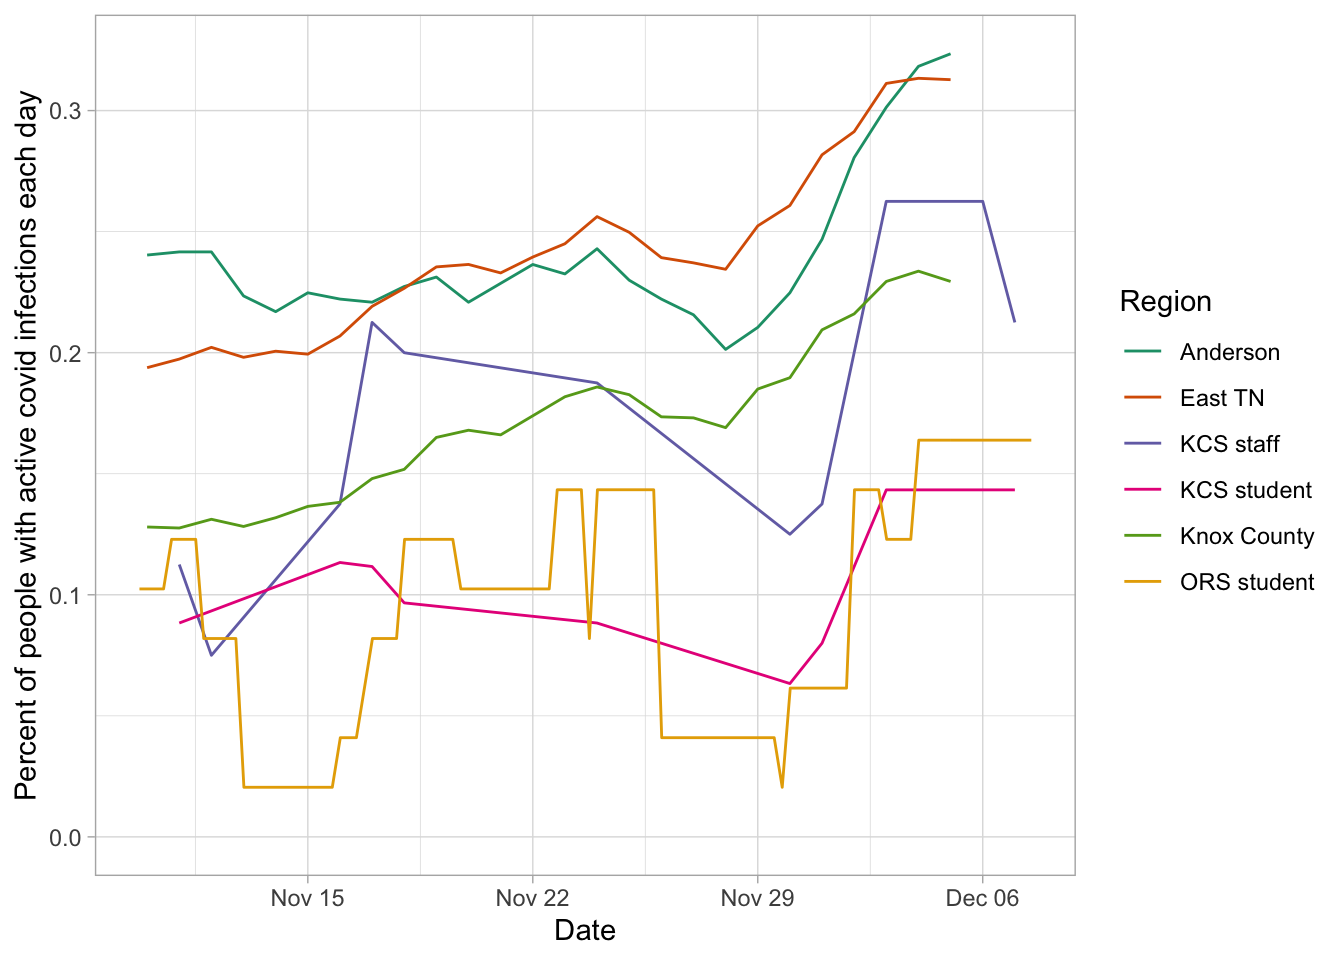 Percent of people with active covid infections each day
0.3
0.2
0.1
0.0
Nov 15
Nov 22
Nov 29
Dec 06
Date
Region
Anderson
East TN
KCS staff
KCS student
Knox County
ORS student